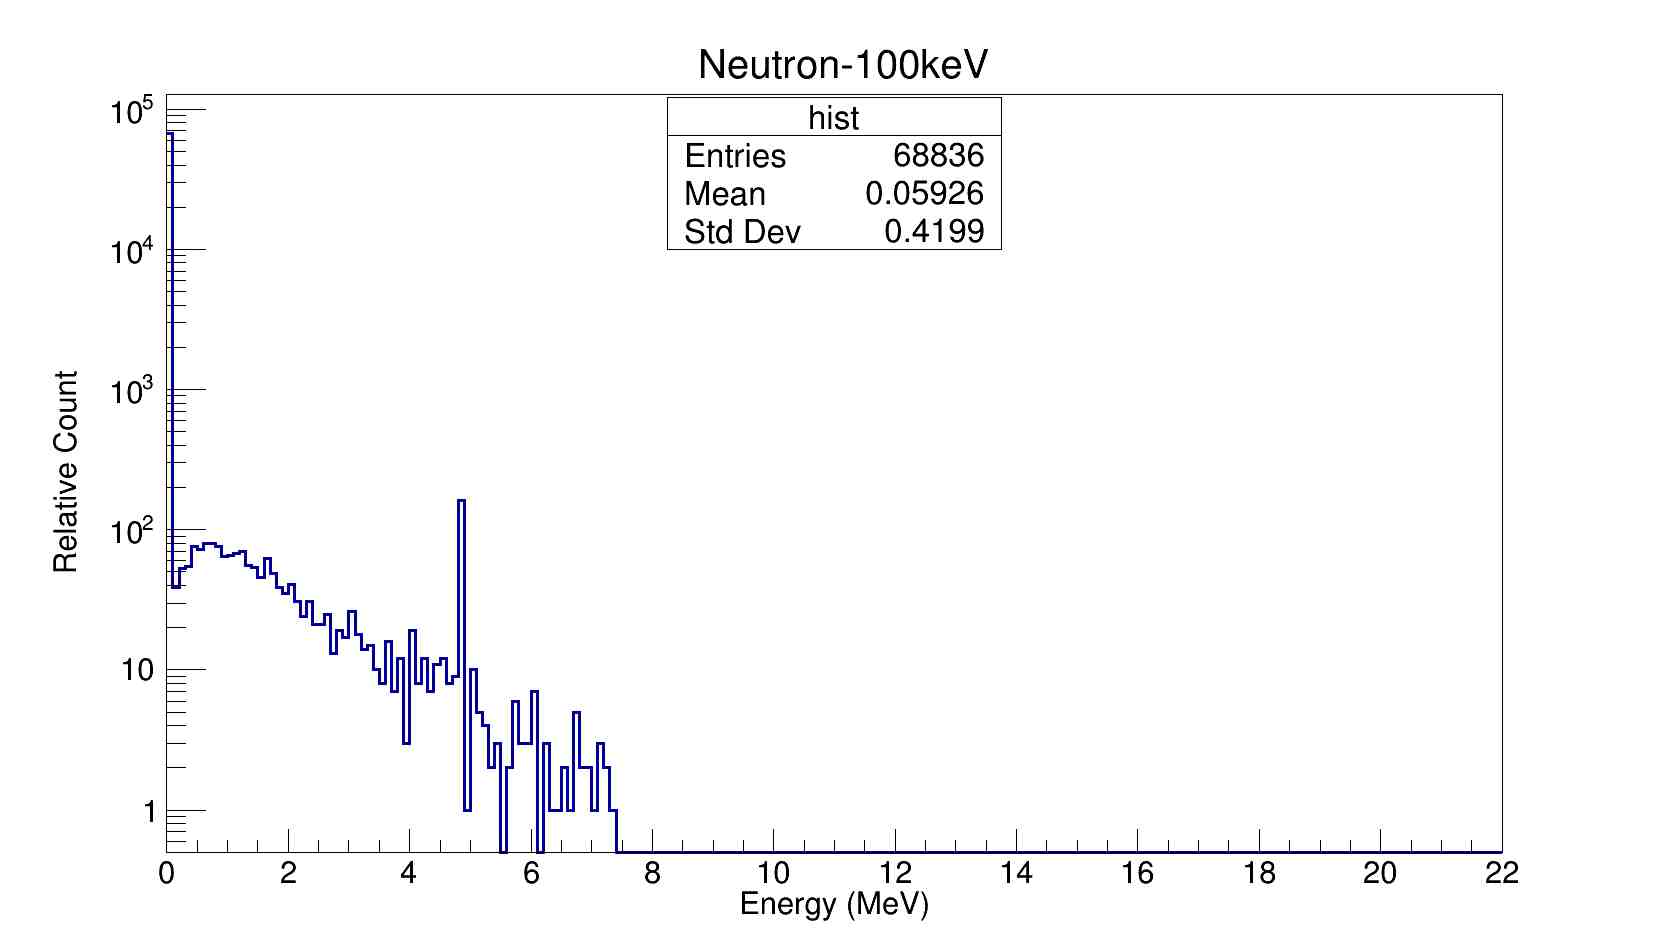 Neutron-100keV
hist
Entries 68836
Mean 0.05926
Std Dev 0.4199
10^5
10^4
10^3
10^2
10
1
Relative Count
0 2 4 6 8 10 12 14 16 18 20 22
Energy (MeV)